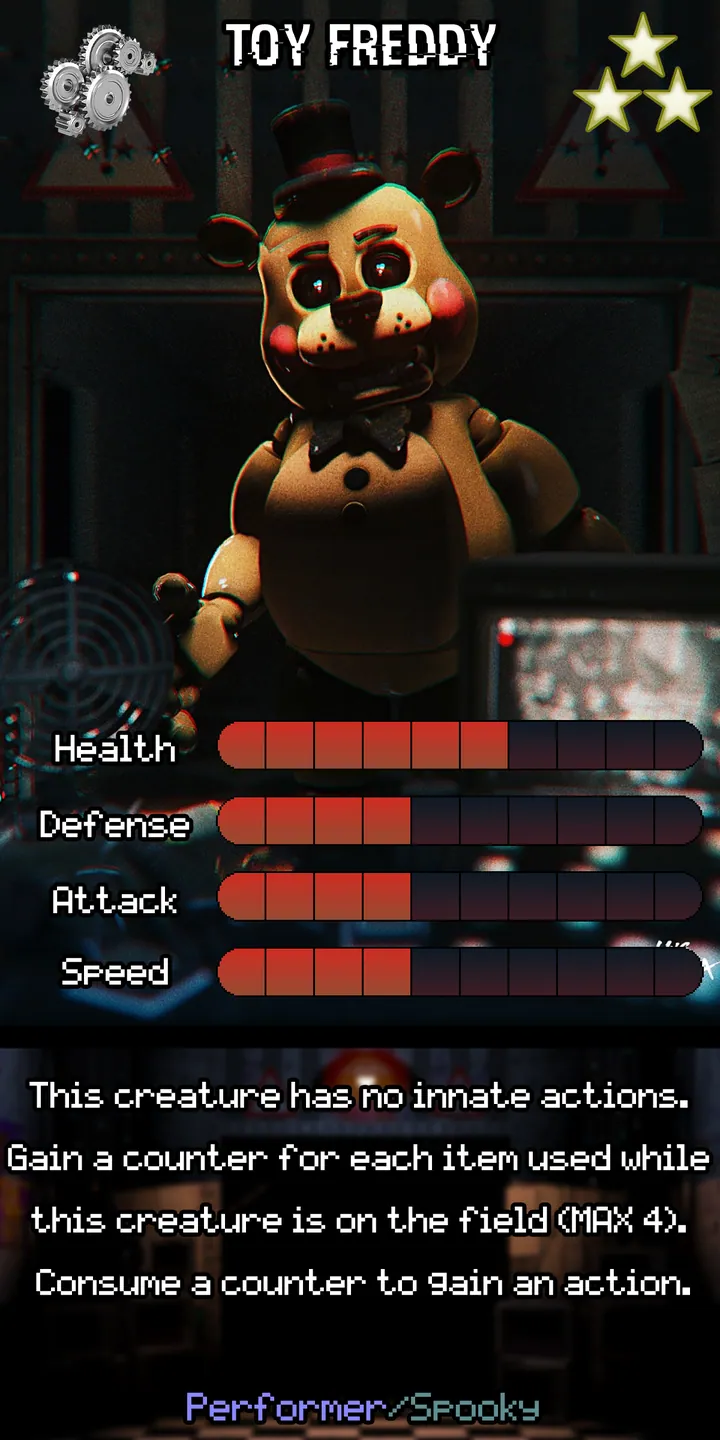 TOY FREDDY
Health
Defense
Attack
Speed
This creature has no innate actions.
Gain a counter for each item used while
this creature is on the field (MAX 4).
Consume a counter to gain an action.
Performer/Spooky